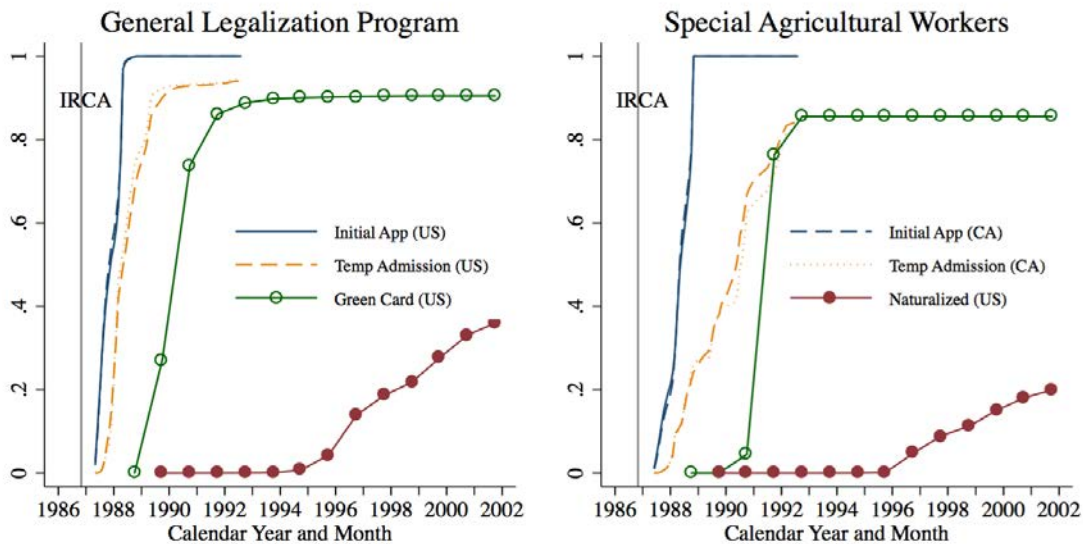 General Legalization Program
1
.8
.6
.4
.2
0
IRCA
Initial App (US)
Temp Admission (US)
Green Card (US)
1986 1988 1990 1992 1994 1996 1998 2000 2002
Calendar Year and Month
Special Agricultural Workers
1
.8
.6
.4
.2
0
IRCA
Initial App (CA)
Temp Admission (CA)
Naturalized (US)
1986 1988 1990 1992 1994 1996 1998 2000 2002
Calendar Year and Month